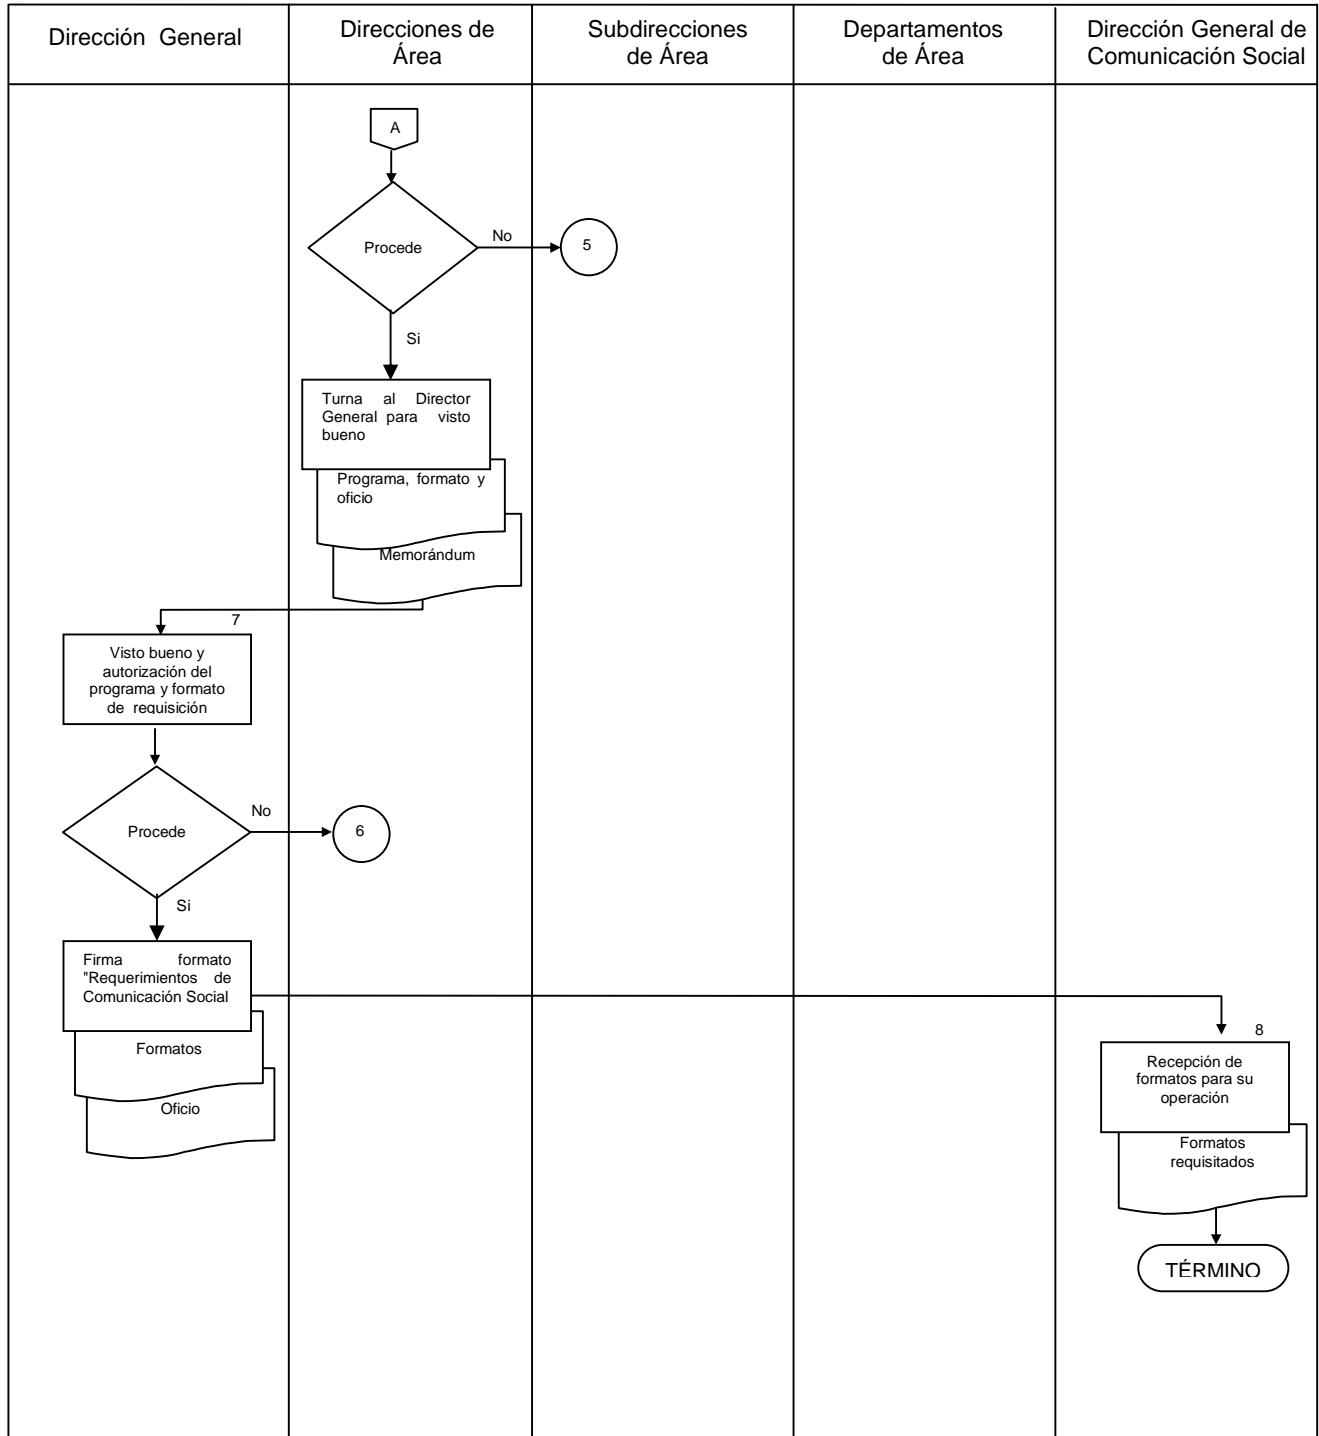 Dirección General
Direcciones de
Área
Subdirecciones
de Área
Departamentos
de Área
Dirección General de
Comunicación Social
A
Procede
No
5
Si
Turna al Director
General para visto
bueno
Programa, formato y
oficio
Memorándum
7
Visto bueno y
autorización del
programa y formato
de requisición
Procede
No
6
Si
Firma formato
"Requerimientos de
Comunicación Social
Formatos
Oficio
8
Recepción de
formatos para su
operación
Formatos
requisitados
TÉRMINO